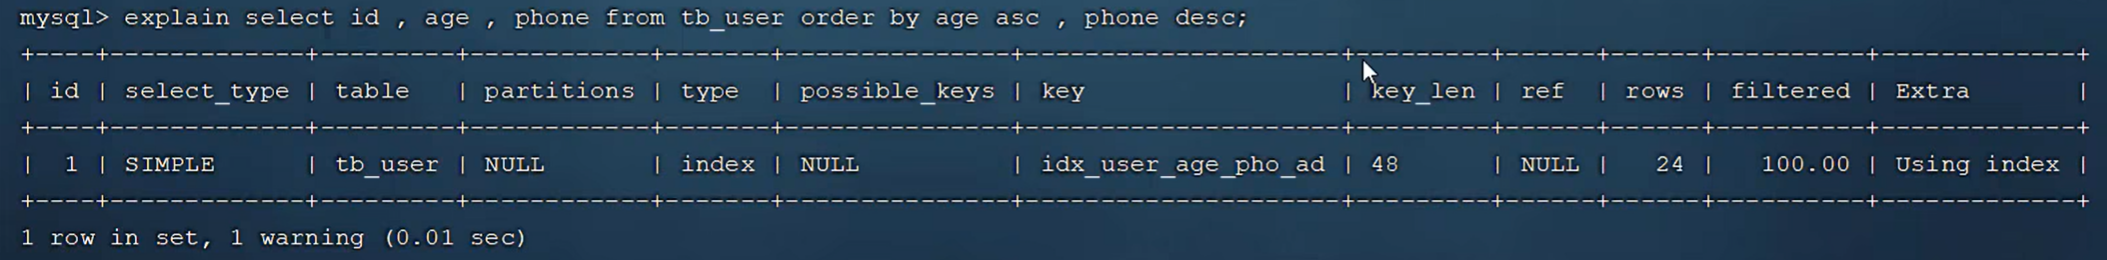 mysql> explain select id , age , phone from tb_user order by age asc , phone desc;
+----+-------------+---------+------------+-------+---------------+---------------------+---------+------+------+----------+-------------+
| id | select_type | table   | partitions | type  | possible_keys | key                 | key_len | ref  | rows | filtered | Extra       |
+----+-------------+---------+------------+-------+---------------+---------------------+---------+------+------+----------+-------------+
|  1 | SIMPLE      | tb_user | NULL       | index | NULL          | idx_user_age_pho_ad | 48      | NULL |   24 |   100.00 | Using index |
+----+-------------+---------+------------+-------+---------------+---------------------+---------+------+------+----------+-------------+
1 row in set, 1 warning (0.01 sec)